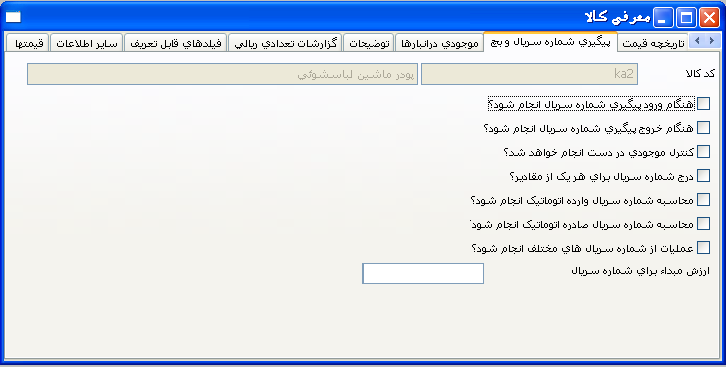 معرفي کالا
تاريخچه قيمت پيگيري شماره سريال و بچ موجودي درانبارها توضيحات گزارشات تعدادي ريالي فيلدهاي قابل تعريف ساير اطلاعات قيمتها
کد کالا ka2 پودر ماشين لباسشوئي
هنگام ورود پيگيري شماره سريال انجام شود؟
هنگام خروج پيگيري شماره سريال انجام شود؟
کنترل موجودي در دست انجام خواهد شد؟
درج شماره سريال براي هر يک از مقادير؟
محاسبه شماره سريال وارده اتوماتيک انجام شود؟
محاسبه شماره سريال صادره اتوماتيک انجام شود؟
عمليات از شماره سريال هاي مختلف انجام شود؟
ارزش مبداء براي شماره سريال